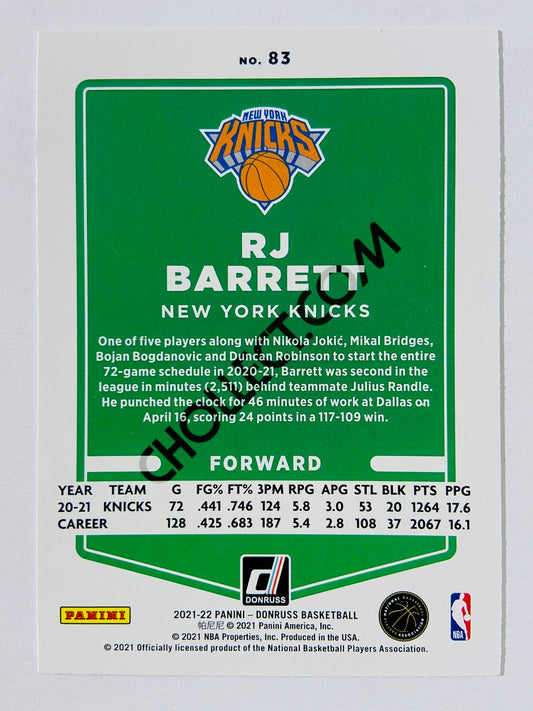 NO. 83
NEW YORK
KNICKS
RJ
BARRETT
NEW YORK KNICKS
One of five players along with Nikola Jokić, Mikal Bridges,
Bojan Bogdanovic and Duncan Robinson to start the entire
72-game schedule in 2020-21, Barrett was second in the
league in minutes (2,511) behind teammate Julius Randle.
He punched the clock for 46 minutes of work at Dallas on
April 16, scoring 24 points in a 117-109 win.
CHOLLECT.COM
FORWARD
YEAR TEAM G FG% FT% 3PM RPG APG STL BLK PTS PPG
20-21 KNICKS 72 .441 .746 124 5.8 3.0 53 20 1264 17.6
CAREER 128 .425 .683 187 5.4 2.8 108 37 2067 16.1
DONRUSS
PANINI
2021-22 PANINI – DONRUSS BASKETBALL
帕尼尼 © 2021 Panini America, Inc.
© 2021 NBA Properties, Inc. Produced in the USA.
© 2021 Officially licensed product of the National Basketball Players Association.
NATIONAL BASKETBALL
PLAYERS ASSOCIATION
NBA